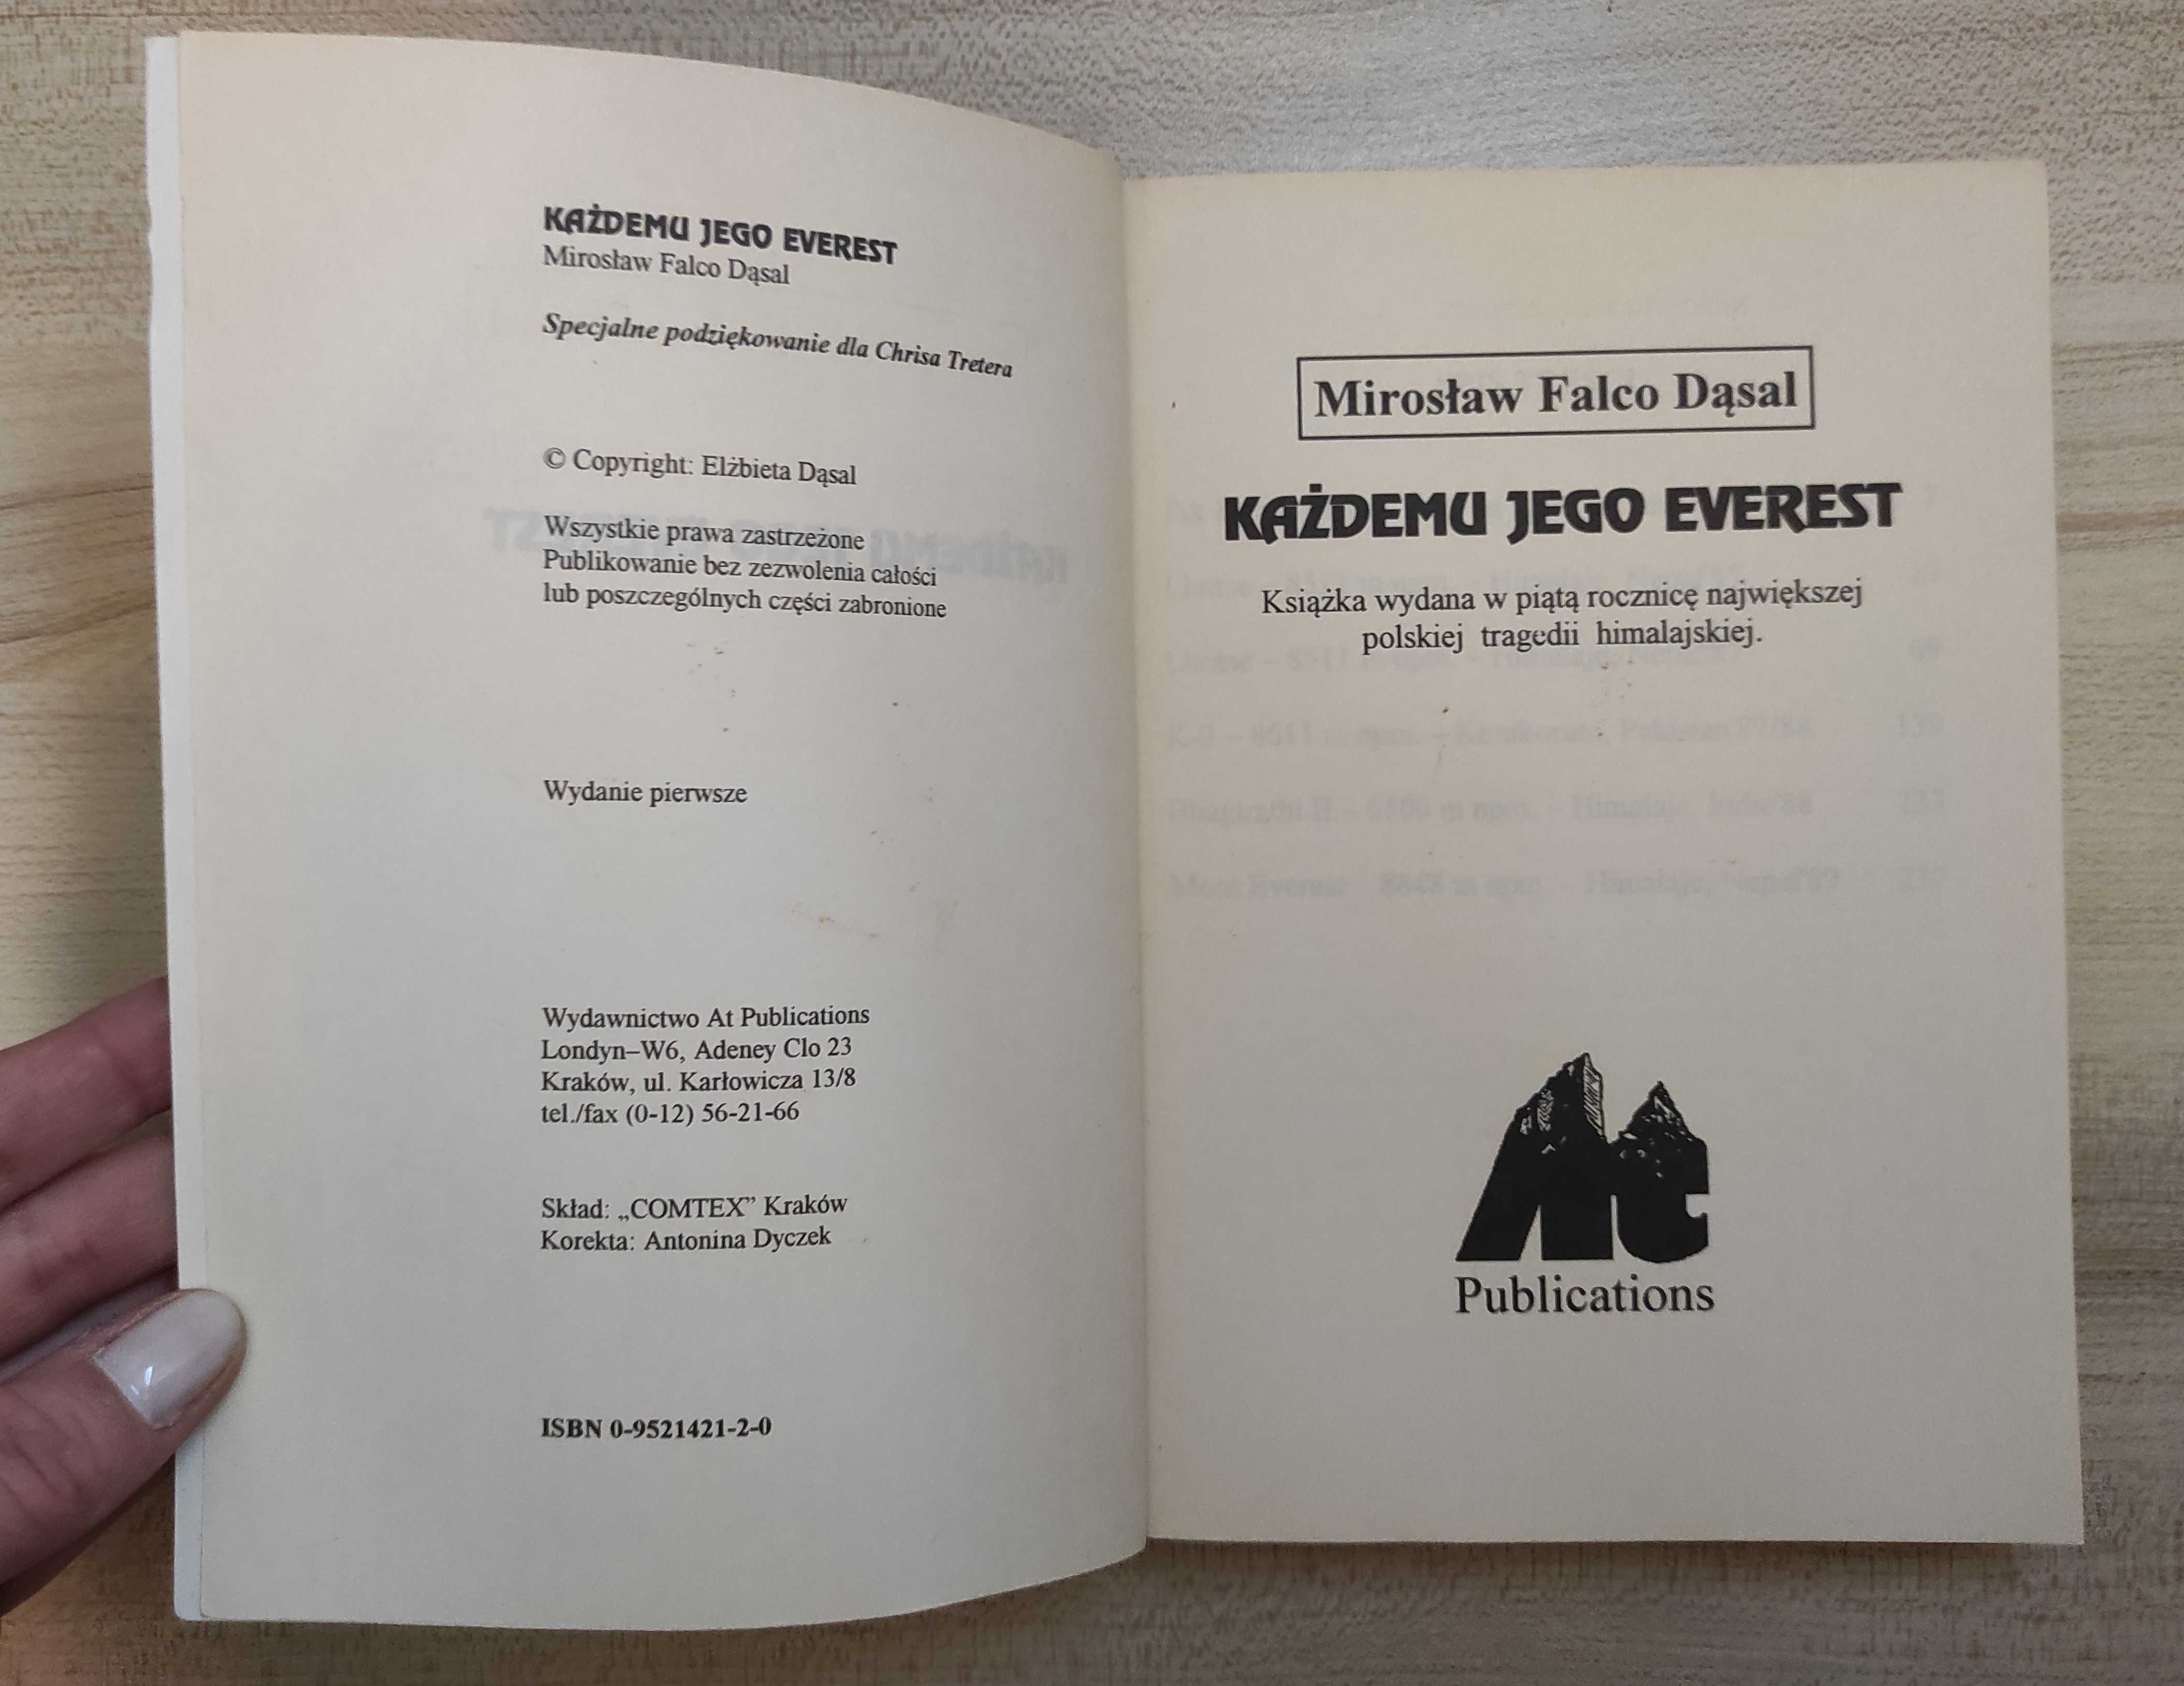 KAŻDEMU JEGO EVEREST
Mirosław Falco Dąsal
Specjalne podziękowanie dla Chrisa Tretera
© Copyright: Elżbieta Dąsal
Wszystkie prawa zastrzeżone
Publikowanie bez zezwolenia całości
lub poszczególnych części zabronione
Wydanie pierwsze
Wydawnictwo At Publications
Londyn–W6, Adeney Clo 23
Kraków, ul. Karłowicza 13/8
tel./fax (0-12) 56-21-66
Skład: „COMTEX” Kraków
Korekta: Antonina Dyczek
ISBN 0-9521421-2-0
Mirosław Falco Dąsal
KAŻDEMU JEGO EVEREST
Książka wydana w piątą rocznicę największej
polskiej tragedii himalajskiej.
At
Publications